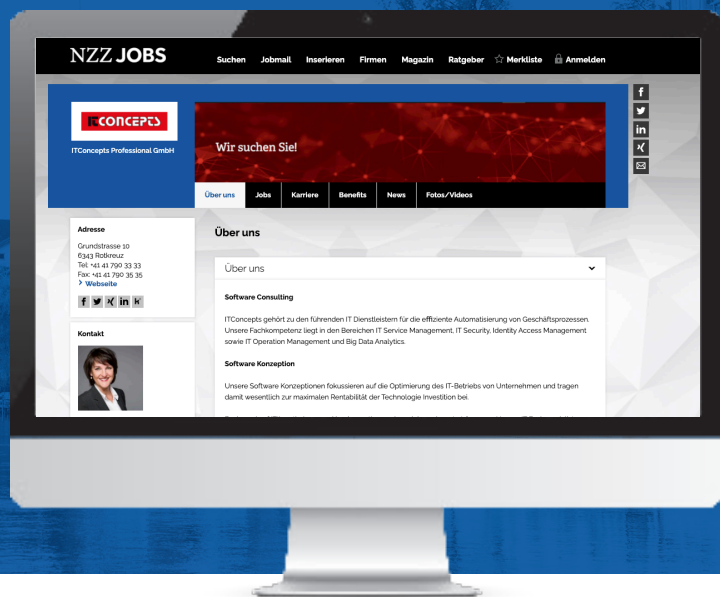 NZZ JOBS
Suchen Jobmail Inserieren Firmen Magazin Ratgeber Merkliste Anmelden
ITCONCEPTS
ITConcepts Professional GmbH
Wir suchen Sie!
Über uns Jobs Karriere Benefits News Fotos/Videos
Adresse
Grundstrasse 10
6343 Rotkreuz
Tel: +41 41 790 33 33
Fax: +41 41 790 35 35
Webseite
Kontakt
Über uns
Über uns
Software Consulting
ITConcepts gehört zu den führenden IT Dienstleistern für die effiziente Automatisierung von Geschäftsprozessen.
Unsere Fachkompetenz liegt in den Bereichen IT Service Management, IT Security, Identity Access Management
sowie IT Operation Management und Big Data Analytics.
Software Konzeption
Unsere Software Konzeptionen fokussieren auf die Optimierung des IT-Betriebs von Unternehmen und tragen
damit wesentlich zur maximalen Rentabilität der Technologie Investition bei.